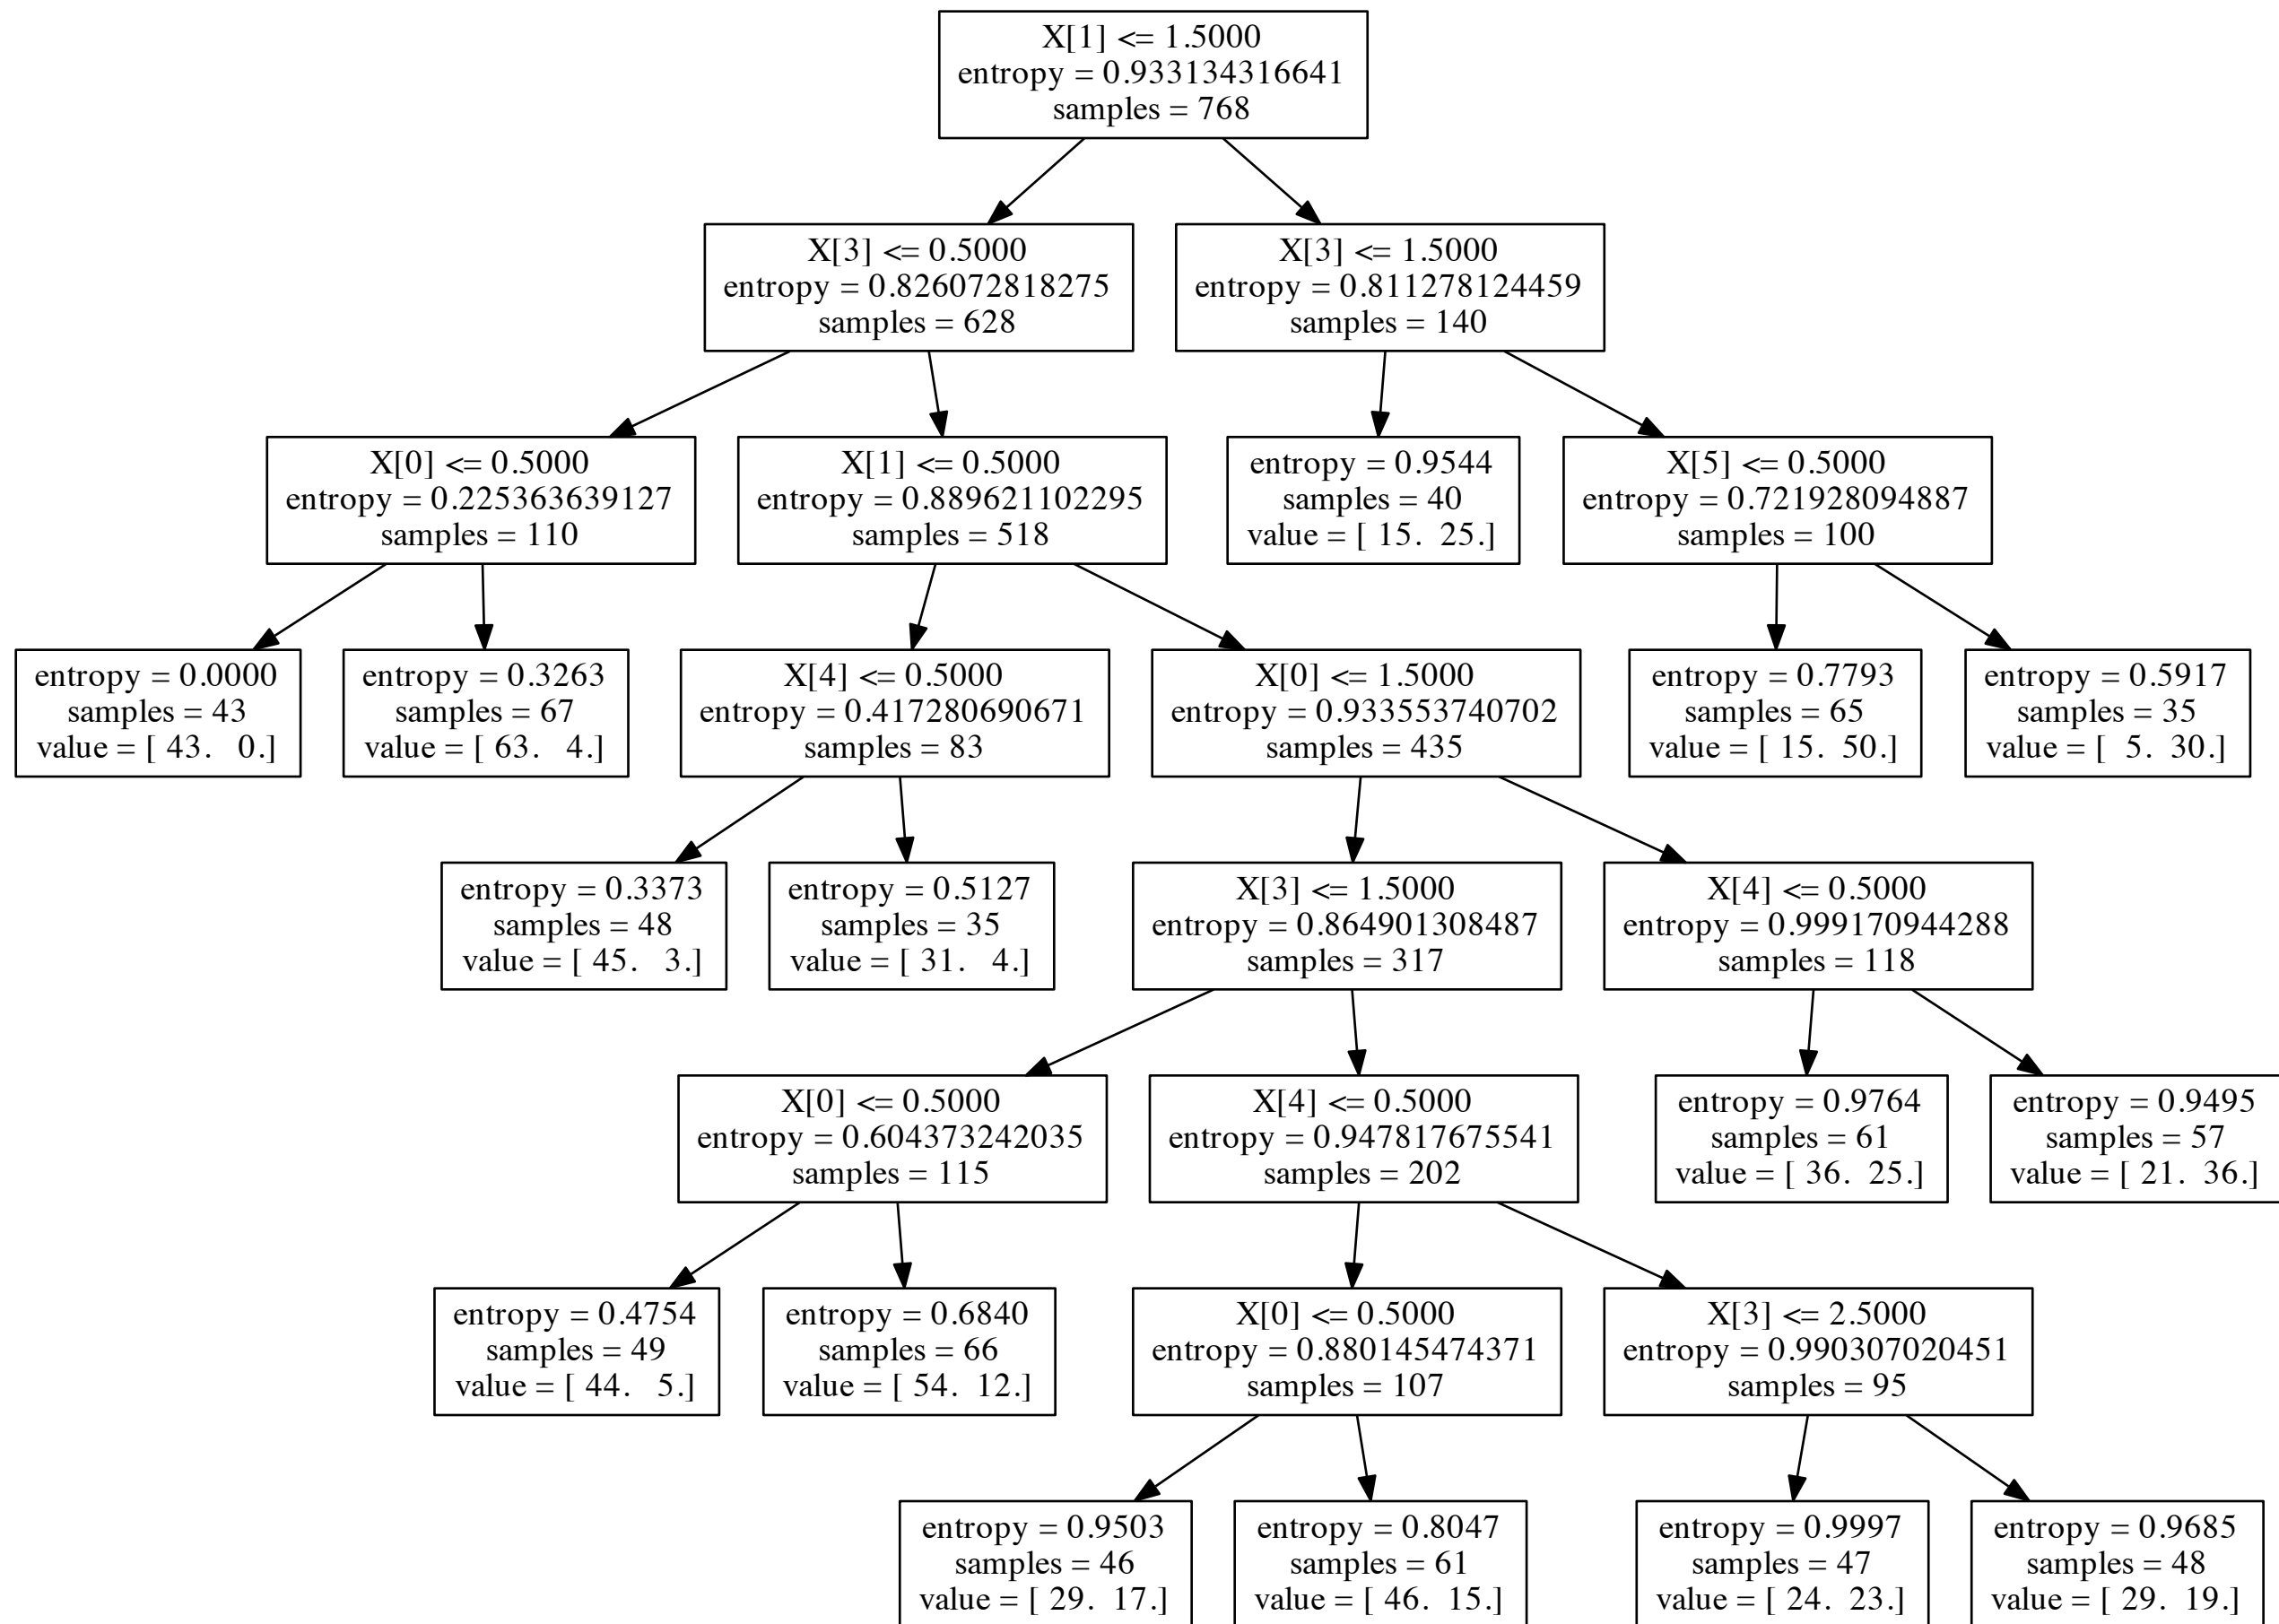 X[1] <= 1.5000
entropy = 0.933134316641
samples = 768
X[3] <= 0.5000
entropy = 0.826072818275
samples = 628
X[3] <= 1.5000
entropy = 0.811278124459
samples = 140
X[0] <= 0.5000
entropy = 0.225363639127
samples = 110
X[1] <= 0.5000
entropy = 0.889621102295
samples = 518
entropy = 0.9544
samples = 40
value = [ 15.  25.]
X[5] <= 0.5000
entropy = 0.721928094887
samples = 100
entropy = 0.0000
samples = 43
value = [ 43.   0.]
entropy = 0.3263
samples = 67
value = [ 63.   4.]
X[4] <= 0.5000
entropy = 0.417280690671
samples = 83
X[0] <= 1.5000
entropy = 0.933553740702
samples = 435
entropy = 0.7793
samples = 65
value = [ 15.  50.]
entropy = 0.5917
samples = 35
value = [  5.  30.]
entropy = 0.3373
samples = 48
value = [ 45.   3.]
entropy = 0.5127
samples = 35
value = [ 31.   4.]
X[3] <= 1.5000
entropy = 0.864901308487
samples = 317
X[4] <= 0.5000
entropy = 0.999170944288
samples = 118
X[0] <= 0.5000
entropy = 0.604373242035
samples = 115
X[4] <= 0.5000
entropy = 0.947817675541
samples = 202
entropy = 0.9764
samples = 61
value = [ 36.  25.]
entropy = 0.9495
samples = 57
value = [ 21.  36.]
entropy = 0.4754
samples = 49
value = [ 44.   5.]
entropy = 0.6840
samples = 66
value = [ 54.  12.]
X[0] <= 0.5000
entropy = 0.880145474371
samples = 107
X[3] <= 2.5000
entropy = 0.990307020451
samples = 95
entropy = 0.9503
samples = 46
value = [ 29.  17.]
entropy = 0.8047
samples = 61
value = [ 46.  15.]
entropy = 0.9997
samples = 47
value = [ 24.  23.]
entropy = 0.9685
samples = 48
value = [ 29.  19.]